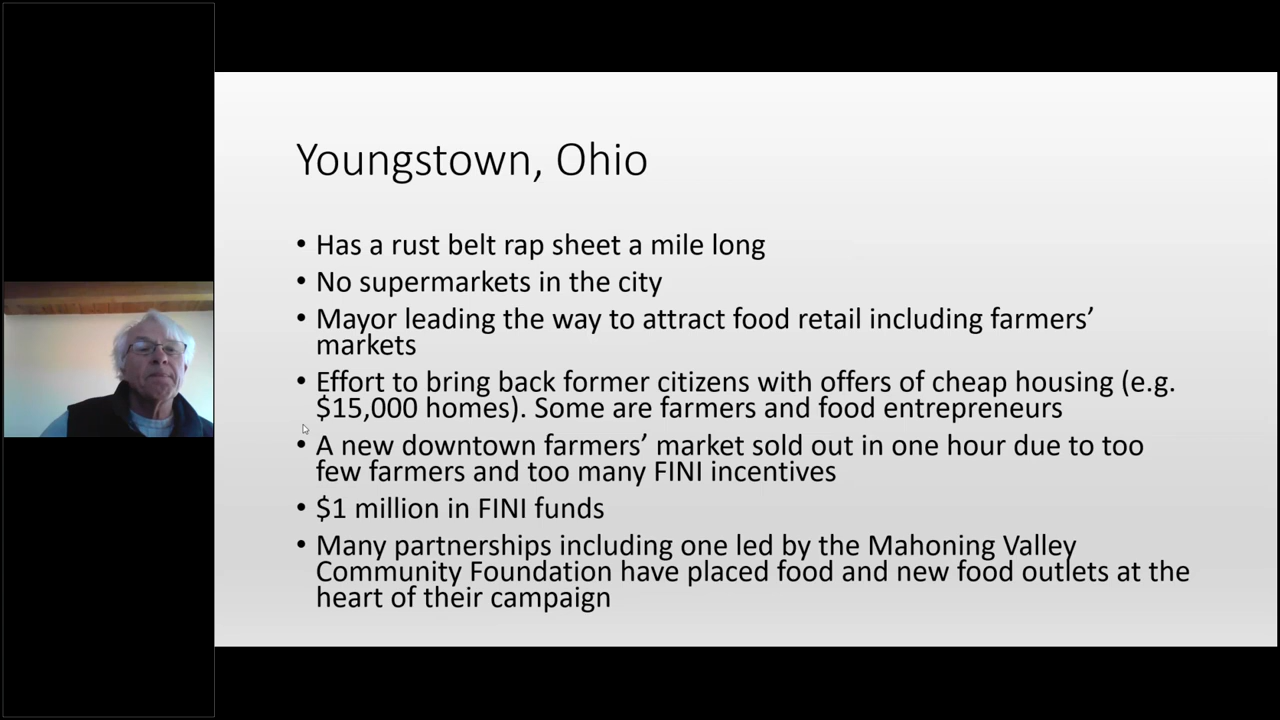 Youngstown, Ohio
• Has a rust belt rap sheet a mile long
• No supermarkets in the city
• Mayor leading the way to attract food retail including farmers’
markets
• Effort to bring back former citizens with offers of cheap housing (e.g.
$15,000 homes). Some are farmers and food entrepreneurs
• A new downtown farmers’ market sold out in one hour due to too
few farmers and too many FINI incentives
• $1 million in FINI funds
• Many partnerships including one led by the Mahoning Valley
Community Foundation have placed food and new food outlets at the
heart of their campaign